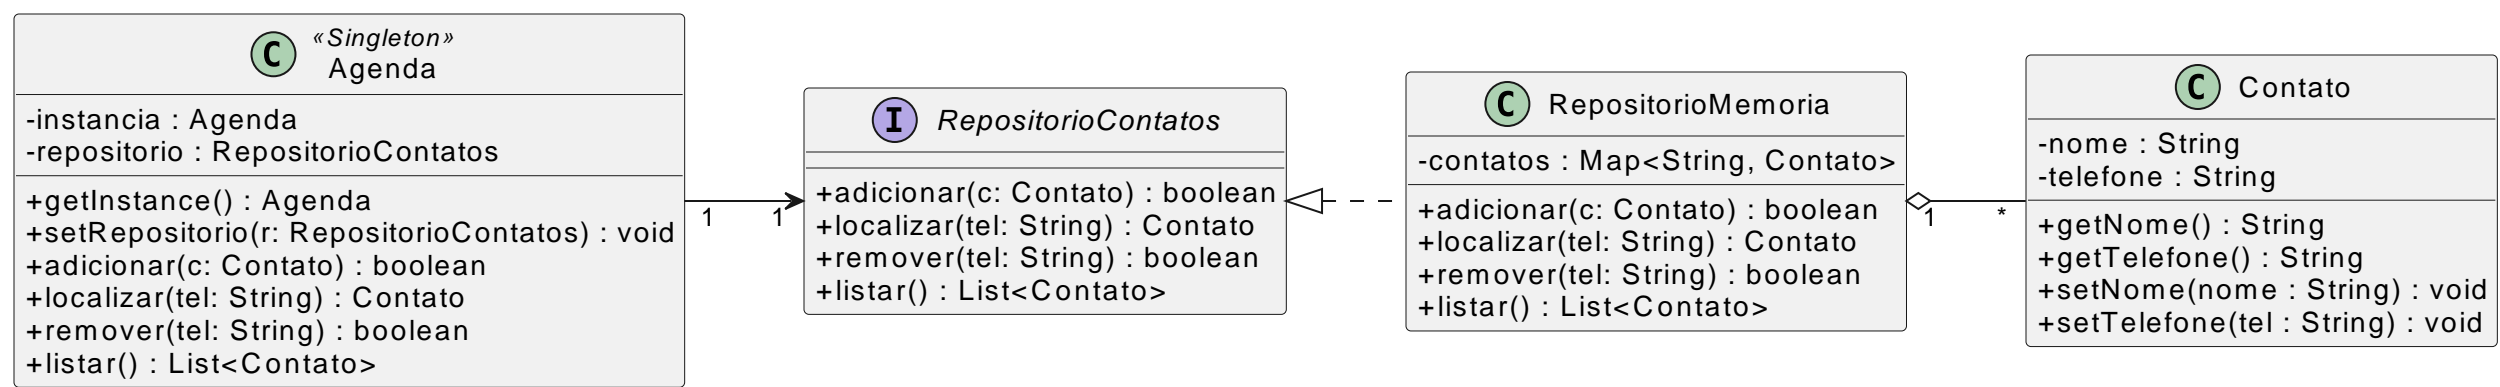 C
«Singleton»
Agenda
-instancia : Agenda
-repositorio : RepositorioContatos
+getInstance() : Agenda
+setRepositorio(r: RepositorioContatos) : void
+adicionar(c: Contato) : boolean
+localizar(tel: String) : Contato
+remover(tel: String) : boolean
+listar() : List<Contato>
1
1
I
RepositorioContatos
+adicionar(c: Contato) : boolean
+localizar(tel: String) : Contato
+remover(tel: String) : boolean
+listar() : List<Contato>
C
RepositorioMemoria
-contatos : Map<String, Contato>
+adicionar(c: Contato) : boolean
+localizar(tel: String) : Contato
+remover(tel: String) : boolean
+listar() : List<Contato>
1
*
C
Contato
-nome : String
-telefone : String
+getNome() : String
+getTelefone() : String
+setNome(nome : String) : void
+setTelefone(tel : String) : void